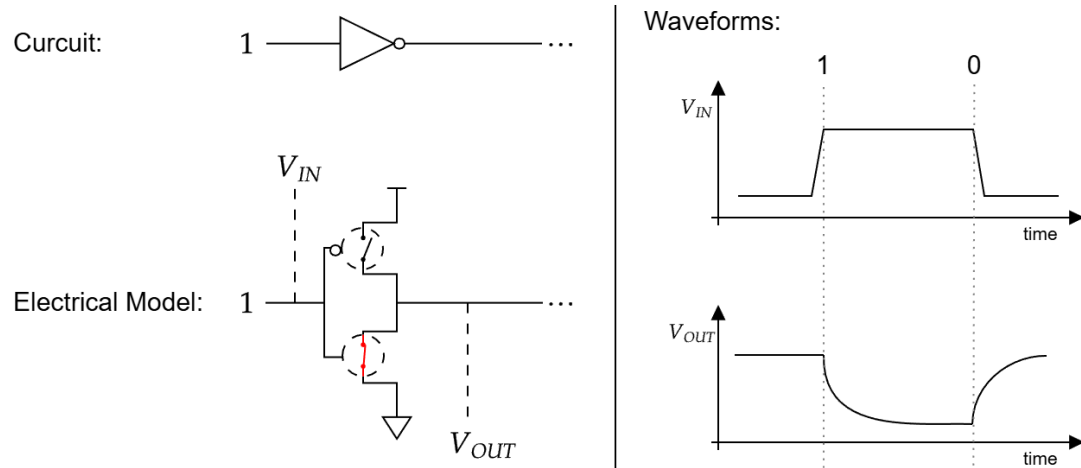 Curcuit:
1
...
V_IN
Electrical Model:
1
...
V_OUT
Waveforms:
1
0
V_IN
time
V_OUT
time